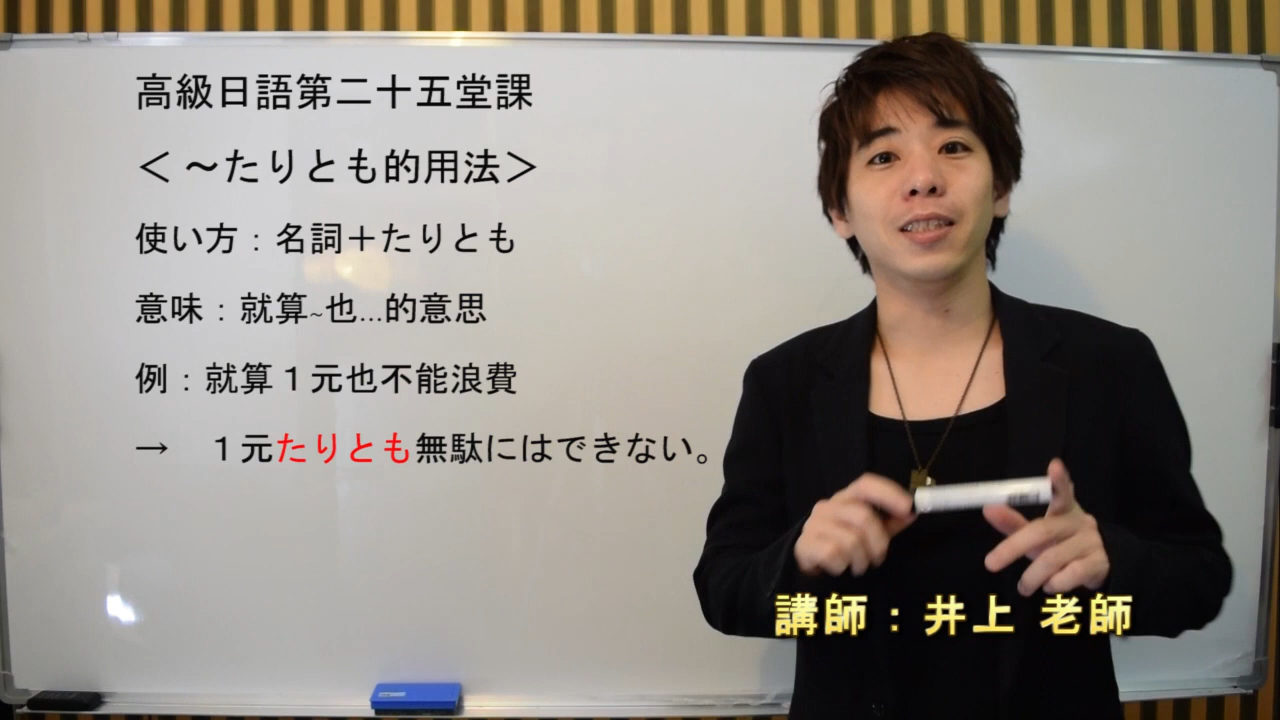 高級日語第二十五堂課
＜～たりとも的用法＞
使い方：名詞＋たりとも
意味：就算~也...的意思
例：就算１元也不能浪費
→　１元たりとも無駄にはできない。
講師：井上 老師